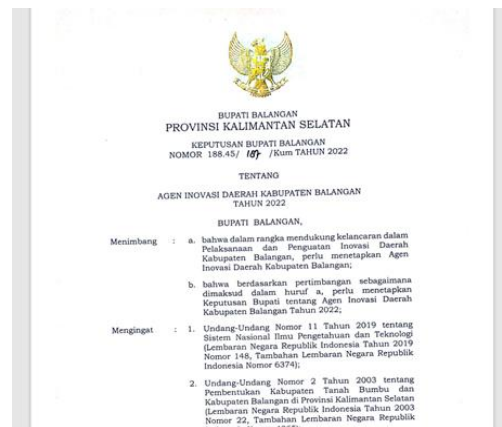 BUPATI BALANGAN
PROVINSI KALIMANTAN SELATAN
KEPUTUSAN BUPATI BALANGAN
NOMOR 188.45/ 187 /Kum TAHUN 2022
TENTANG
AGEN INOVASI DAERAH KABUPATEN BALANGAN
TAHUN 2022
BUPATI BALANGAN,
Menimbang : a. bahwa dalam rangka mendukung kelancaran dalam
Pelaksanaan dan Penguatan Inovasi Daerah
Kabupaten Balangan, perlu menetapkan Agen
Inovasi Daerah Kabupaten Balangan;
b. bahwa berdasarkan pertimbangan sebagaimana
dimaksud dalam huruf a, perlu menetapkan
Keputusan Bupati tentang Agen Inovasi Daerah
Kabupaten Balangan Tahun 2022;
Mengingat : 1. Undang-Undang Nomor 11 Tahun 2019 tentang
Sistem Nasional Ilmu Pengetahuan dan Teknologi
(Lembaran Negara Republik Indonesia Tahun 2019
Nomor 148, Tambahan Lembaran Negara Republik
Indonesia Nomor 6374);
2. Undang-Undang Nomor 2 Tahun 2003 tentang
Pembentukan Kabupaten Tanah Bumbu dan
Kabupaten Balangan di Provinsi Kalimantan Selatan
(Lembaran Negara Republik Indonesia Tahun 2003
Nomor 22, Tambahan Lembaran Negara Republik